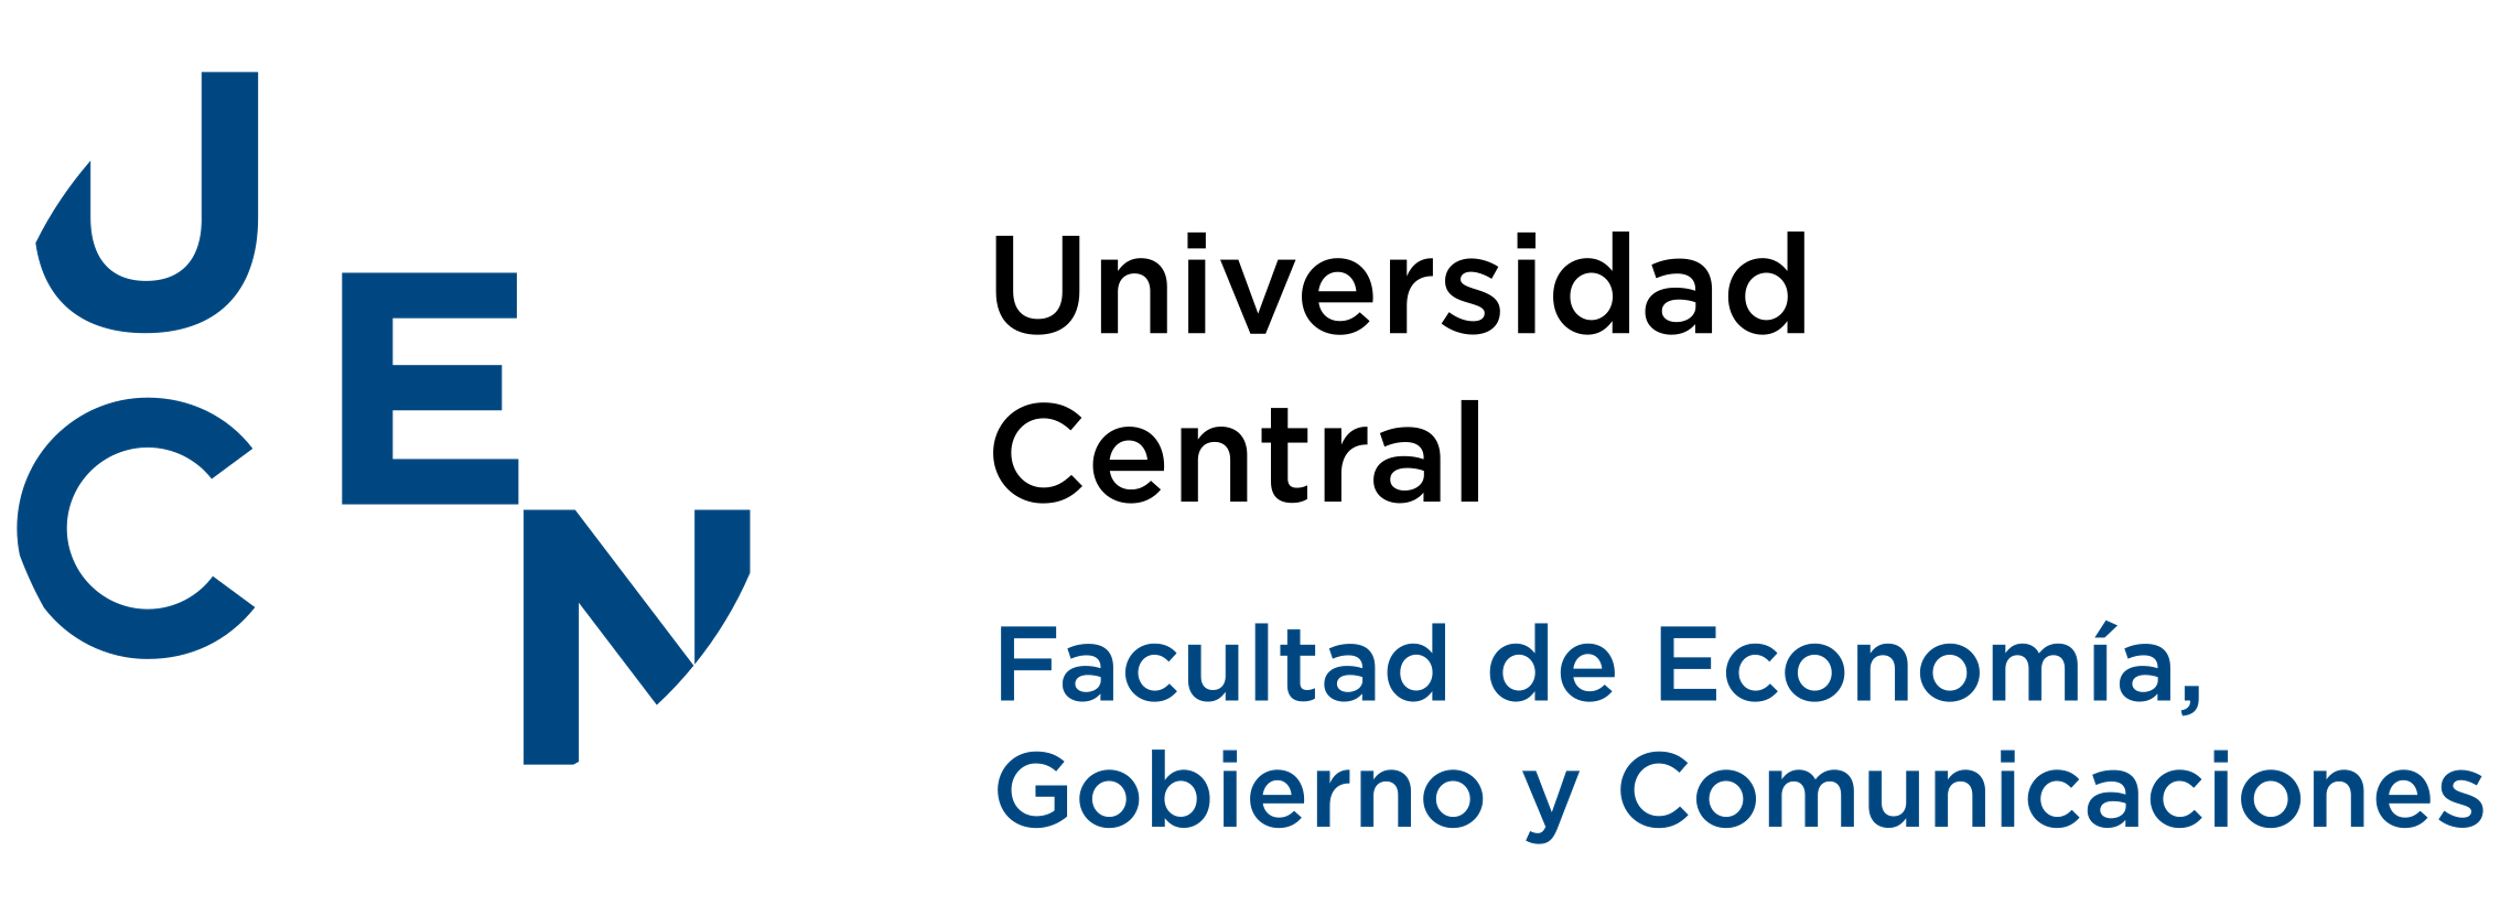 UCEN
Universidad
Central
Facultad de Economía,
Gobierno y Comunicaciones